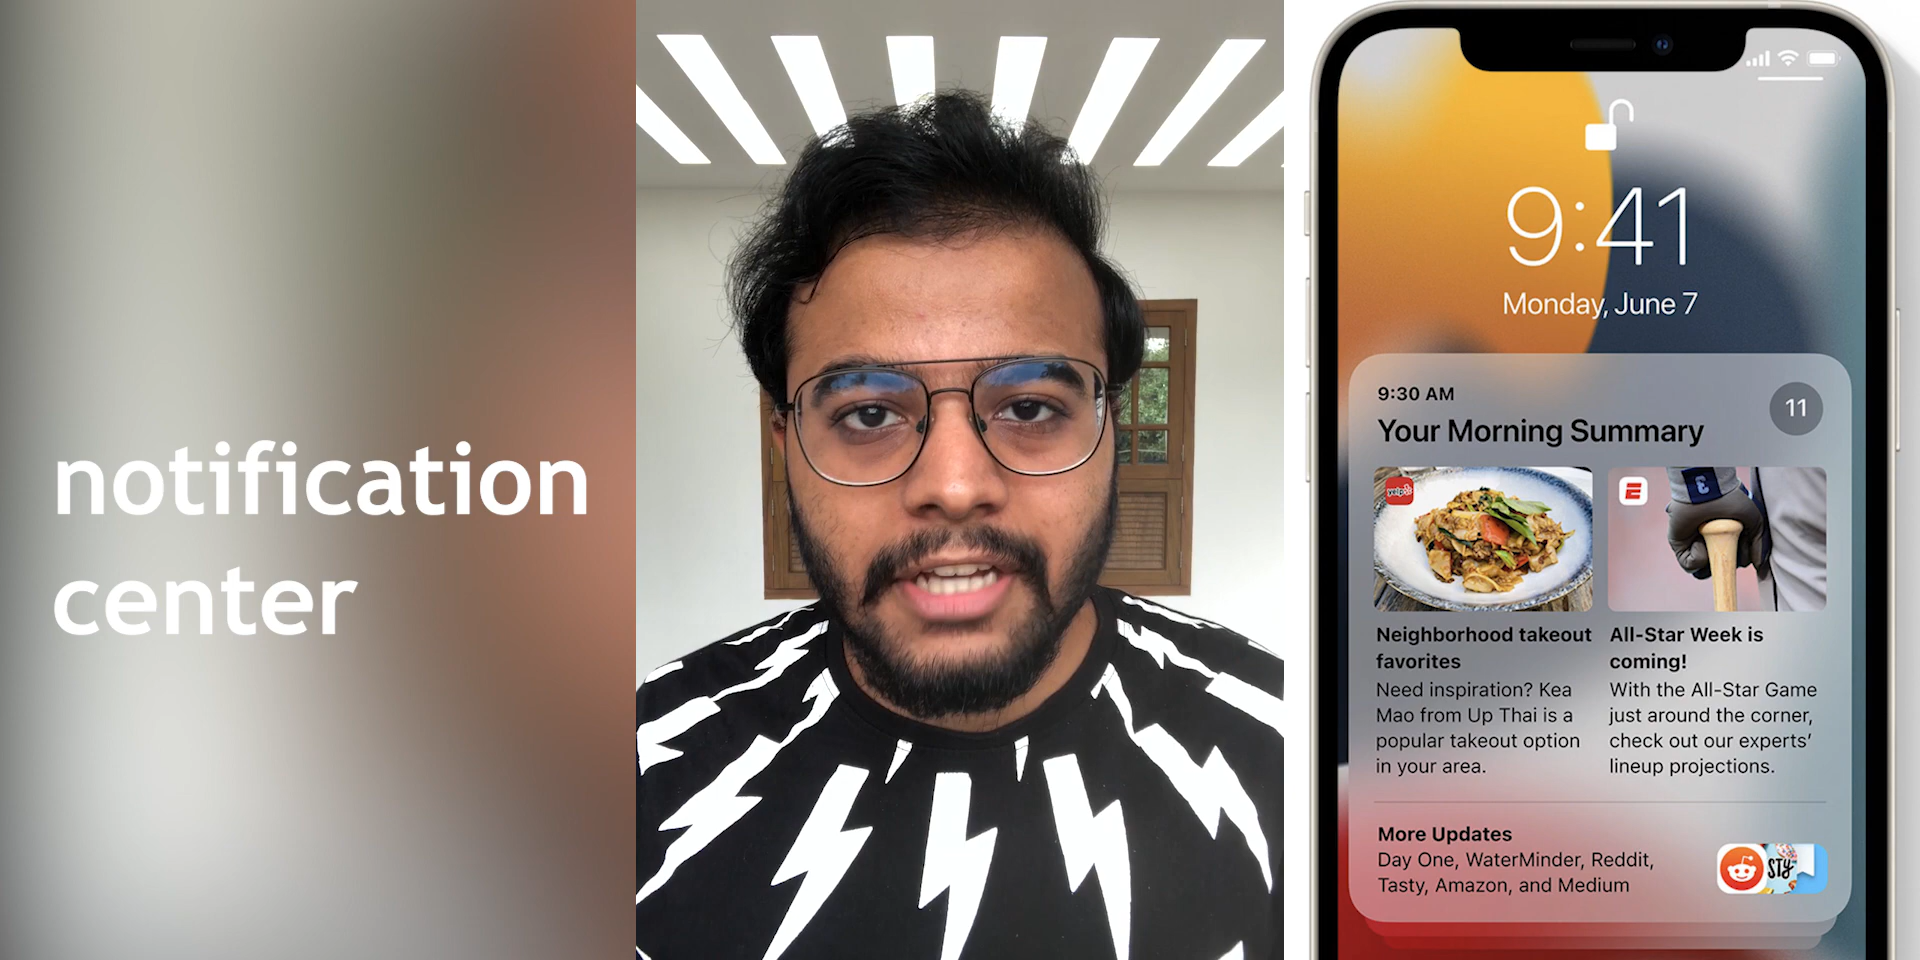 notification
center
9:41
Monday, June 7
9:30 AM
Your Morning Summary
11
yelp
Neighborhood takeout
favorites
Need inspiration? Kea
Mao from Up Thai is a
popular takeout option
in your area.
E
All-Star Week is
coming!
With the All-Star Game
just around the corner,
check out our experts’
lineup projections.
More Updates
Day One, WaterMinder, Reddit,
Tasty, Amazon, and Medium
STY